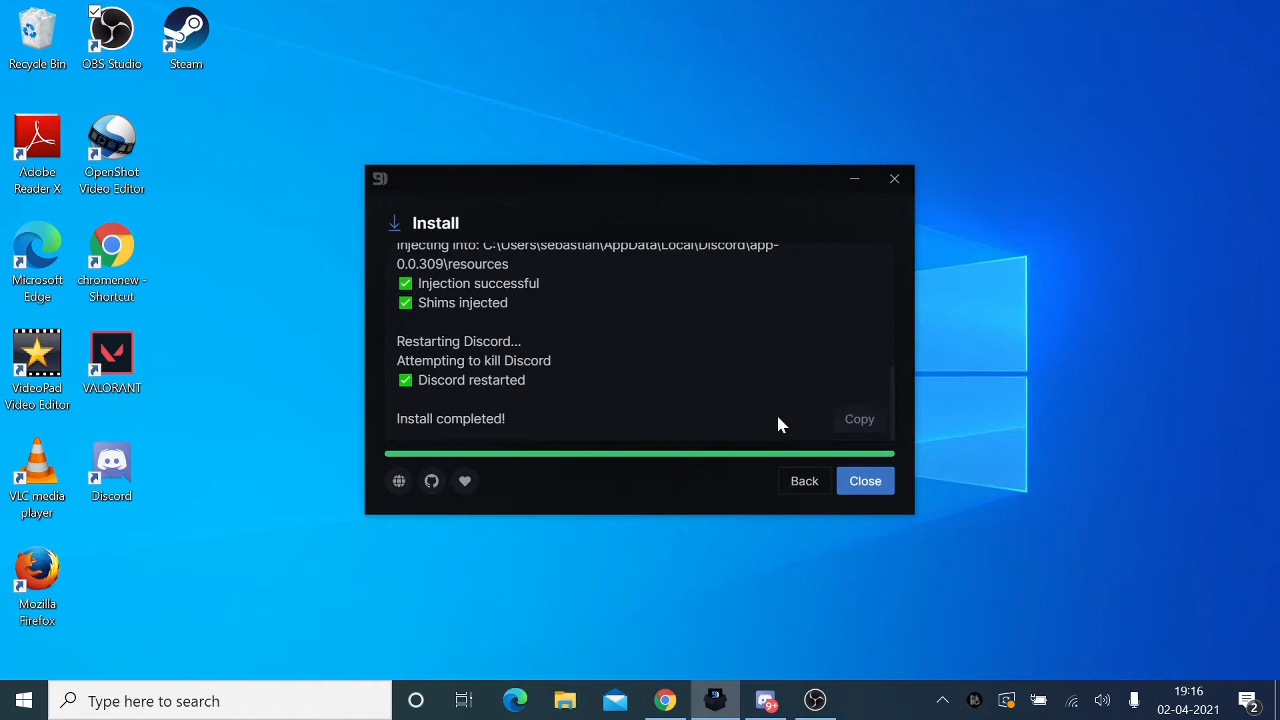 Recycle Bin
OBS Studio
Steam
Adobe
Reader X
OpenShot
Video Editor
Microsoft
Edge
chromenew -
Shortcut
VideoPad
Video Editor
VALORANT
VLC media
player
Discord
Mozilla
Firefox
Install
Injecting into: C:\Users\sebastian\AppData\Local\Discord\app-
0.0.309\resources
✅ Injection successful
✅ Shims injected
Restarting Discord...
Attempting to kill Discord
✅ Discord restarted
Install completed!
Copy
Back
Close
Type here to search
9+
19:16
02-04-2021
2